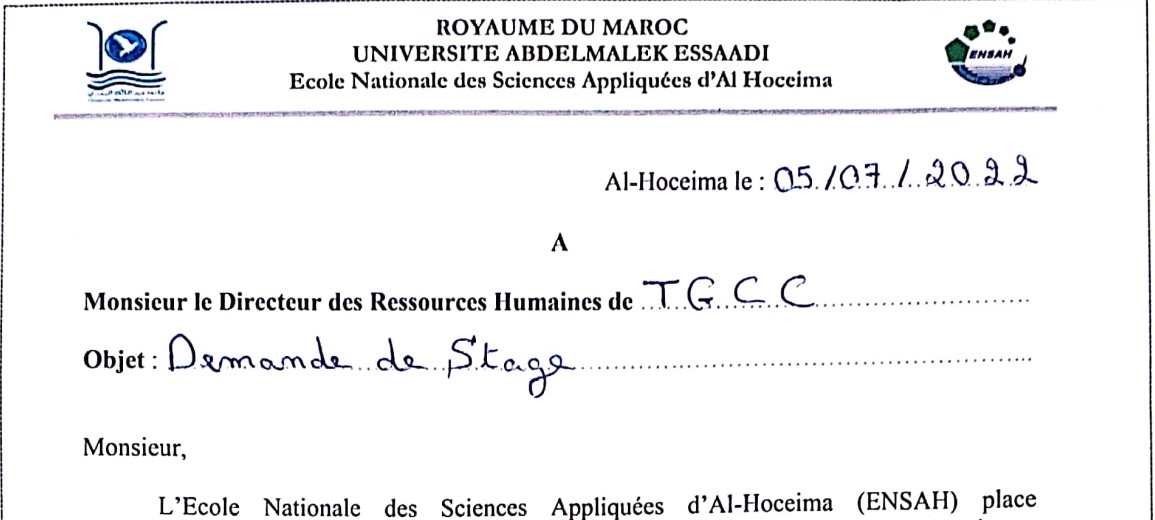 ROYAUME DU MAROC
UNIVERSITE ABDELMALEK ESSAADI
Ecole Nationale des Sciences Appliquées d'Al Hoceima
ENSAH
Al-Hoceima le : 05/07/2022
A
Monsieur le Directeur des Ressources Humaines de TGCC
Objet : Demande de Stage
Monsieur,
L'Ecole Nationale des Sciences Appliquées d'Al-Hoceima (ENSAH) place